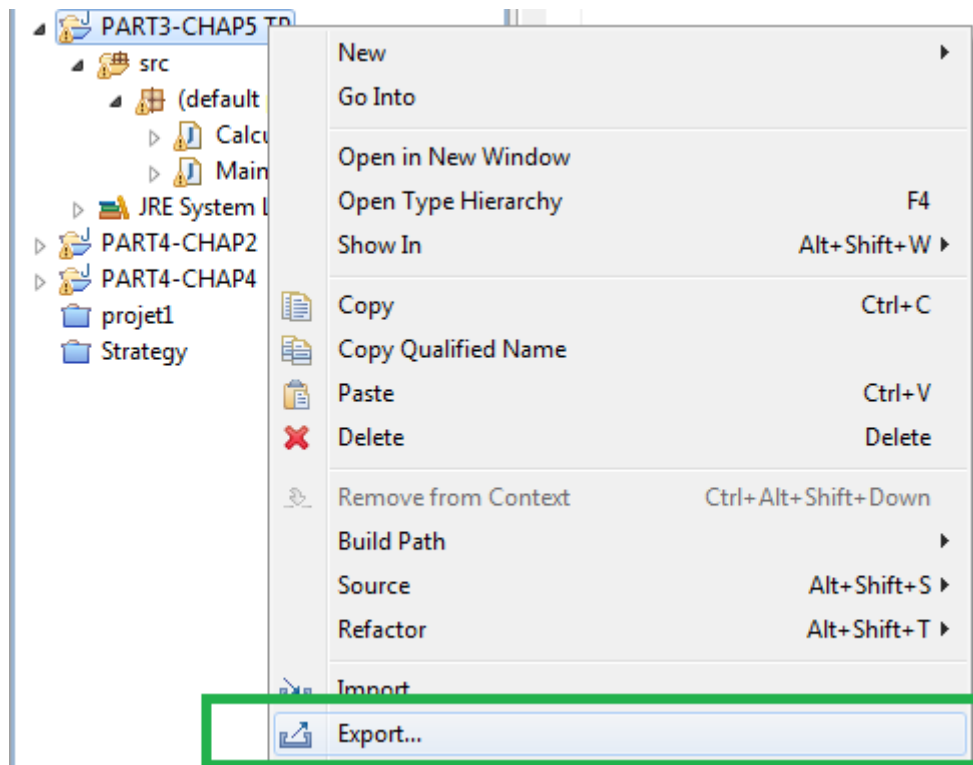 PART3-CHAP5 TP
src
(default
Calcu
Main
JRE System L
PART4-CHAP2
PART4-CHAP4
projet1
Strategy
New
Go Into
Open in New Window
Open Type Hierarchy F4
Show In Alt+Shift+W
Copy Ctrl+C
Copy Qualified Name
Paste Ctrl+V
Delete Delete
Remove from Context Ctrl+Alt+Shift+Down
Build Path
Source Alt+Shift+S
Refactor Alt+Shift+T
Import
Export...